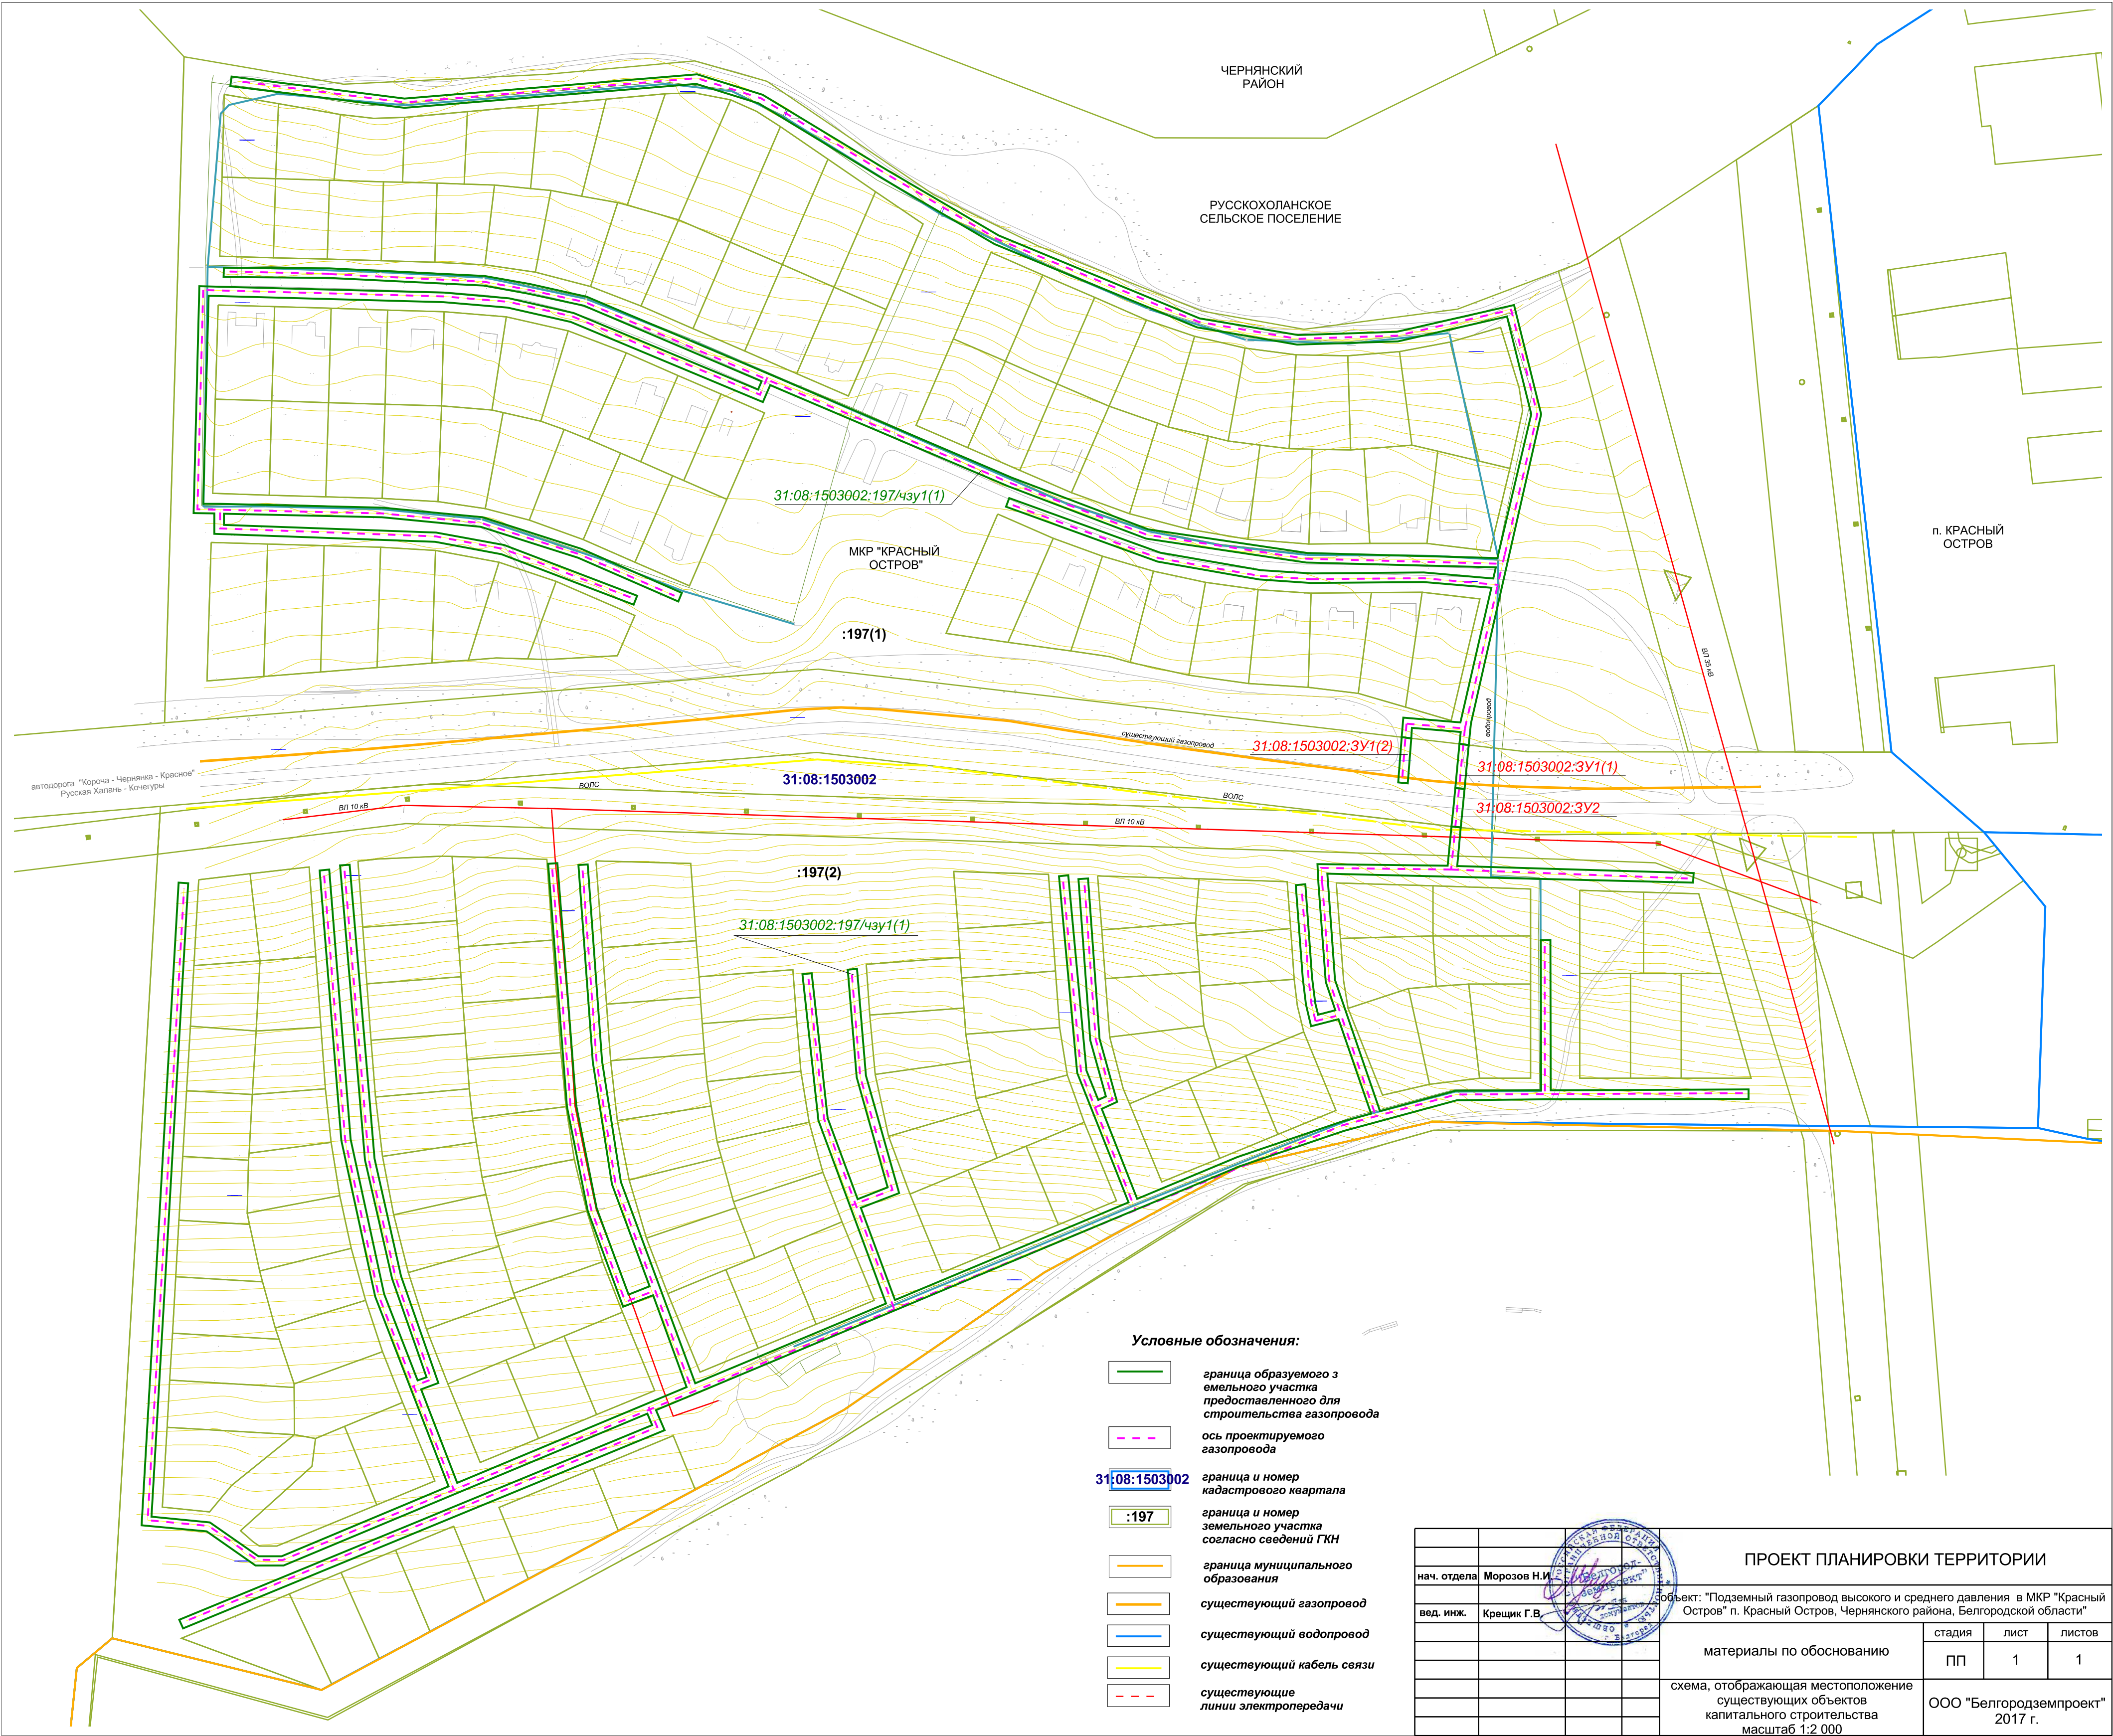 ЧЕРНЯНСКИЙ
РАЙОН
РУССКОХОЛАНСКОЕ
СЕЛЬСКОЕ ПОСЕЛЕНИЕ
31:08:1503002:197/чзу1(1)
МКР "КРАСНЫЙ
ОСТРОВ"
п. КРАСНЫЙ
ОСТРОВ
:197(1)
ВЛ 35 кВ
водопровод
существующий газопровод
31:08:1503002:ЗУ1(2)
31:08:1503002:ЗУ1(1)
31:08:1503002:ЗУ2
автодорога "Короча - Чернянка - Красное"
Русская Халань - Кочегуры
31:08:1503002
ВОЛС
ВОЛС
ВЛ 10 кВ
ВЛ 10 кВ
:197(2)
31:08:1503002:197/чзу1(1)
Условные обозначения:
граница образуемого з
емельного участка
предоставленного для
строительства газопровода
ось проектируемого
газопровода
31:08:1503002
граница и номер
кадастрового квартала
:197
граница и номер
земельного участка
согласно сведений ГКН
граница муниципального
образования
существующий газопровод
существующий водопровод
существующий кабель связи
существующие
линии электропередачи
ПРОЕКТ ПЛАНИРОВКИ ТЕРРИТОРИИ
нач. отдела Морозов Н.И.
объект: "Подземный газопровод высокого и среднего давления в МКР "Красный
Остров" п. Красный Остров, Чернянского района, Белгородской области"
вед. инж. Крещик Г.В.
материалы по обоснованию
стадия лист листов
ПП 1 1
схема, отображающая местоположение
существующих объектов
капитального строительства
масштаб 1:2 000
ООО "Белгородземпроект"
2017 г.
"Белгород-
земпроект"